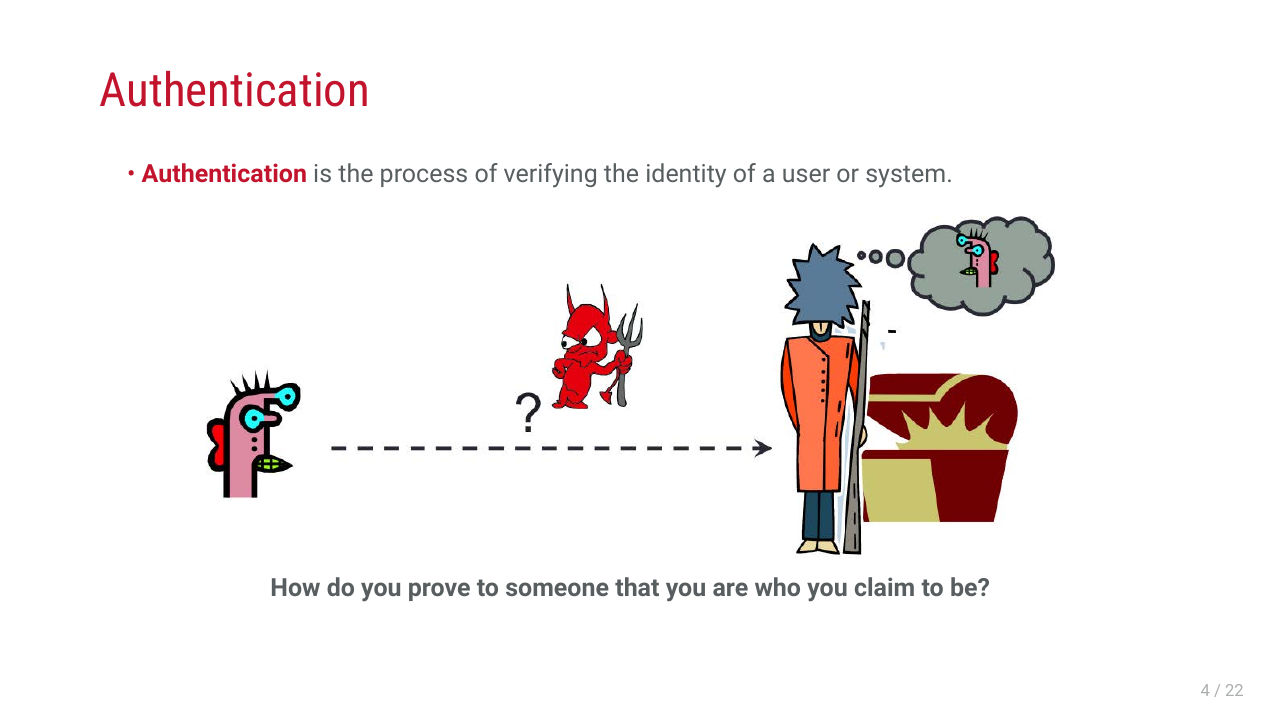 Authentication
• Authentication is the process of verifying the identity of a user or system.
?
How do you prove to someone that you are who you claim to be?
4 / 22